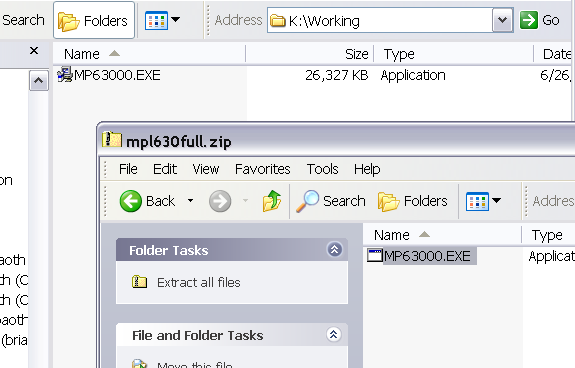 Search Folders Address K:\Working Go
Name Size Type Date
MP63000.EXE 26,327 KB Application 6/26,
mpl630full.zip
File Edit View Favorites Tools Help
Back Search Folders Addres
Folder Tasks
Extract all files
File and Folder Tasks
Move this file
Name Type
MP63000.EXE Applica
on
aoth
th (C
th (C
aoth
(bria